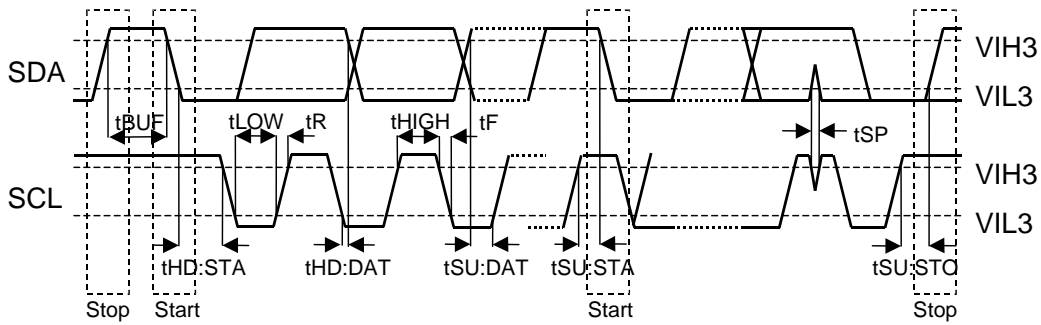 VIH3
SDA
VIL3
tBUF tLOW tR tHIGH tF
tSP
VIH3
SCL
VIL3
tHD:STA tHD:DAT tSU:DAT tSU:STA tSU:STO
Stop Start Start Stop